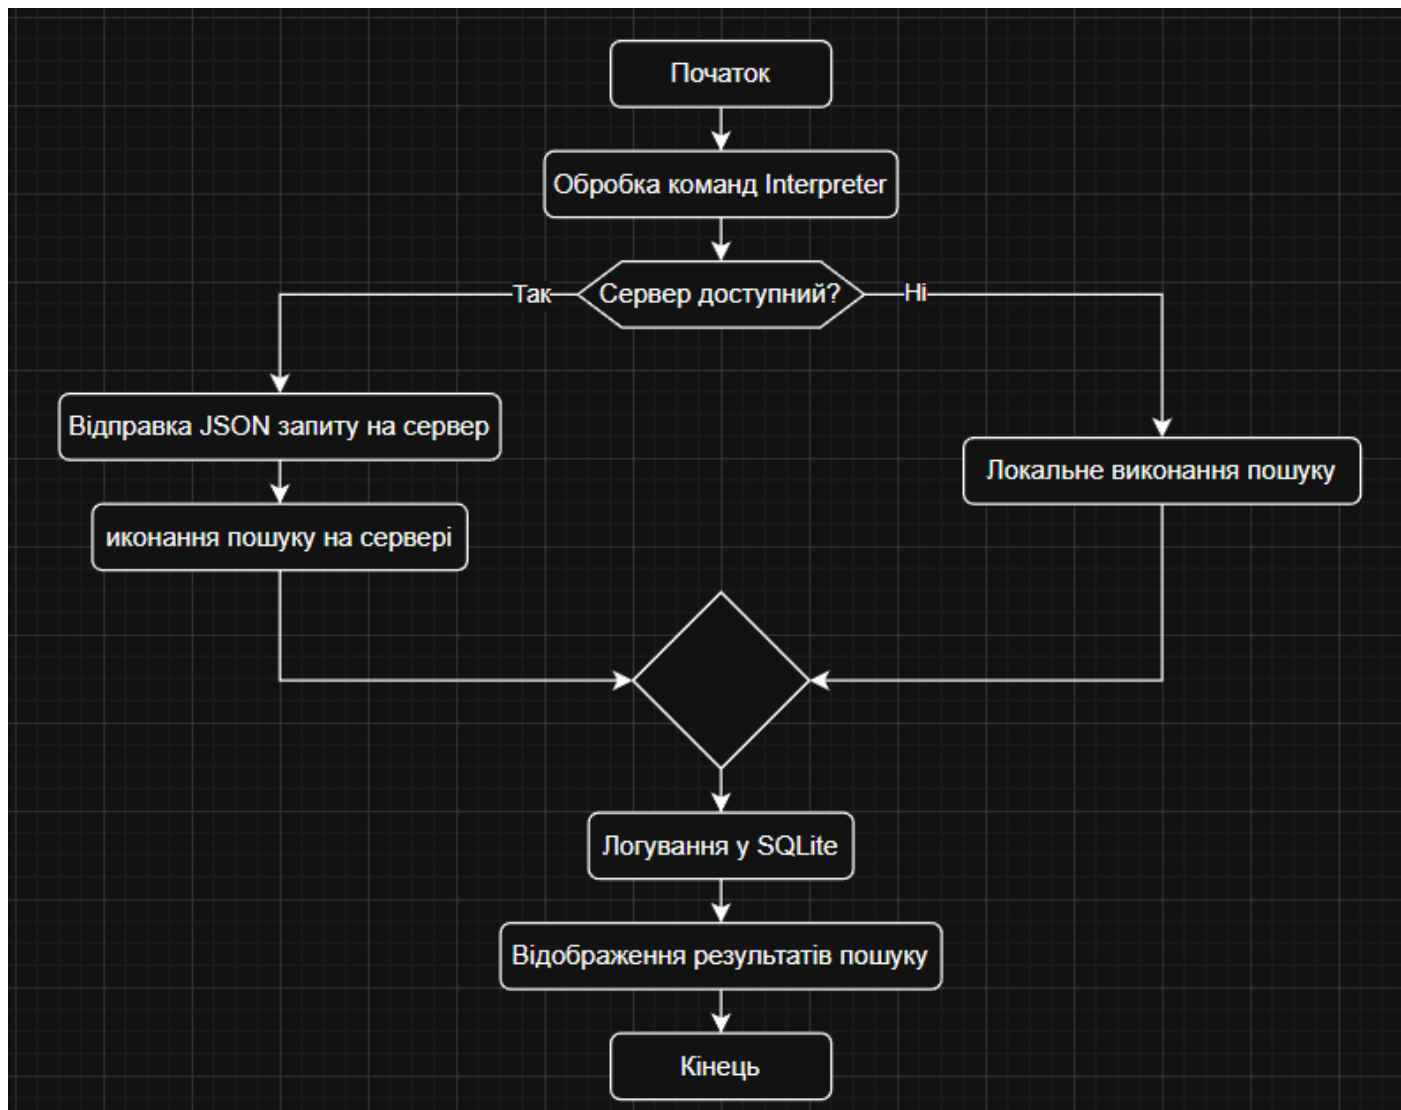 Початок
Обробка команд Interpreter
Так
Сервер доступний?
Ні
Відправка JSON запиту на сервер
Локальне виконання пошуку
иконання пошуку на сервері
Логування у SQLite
Відображення результатів пошуку
Кінець